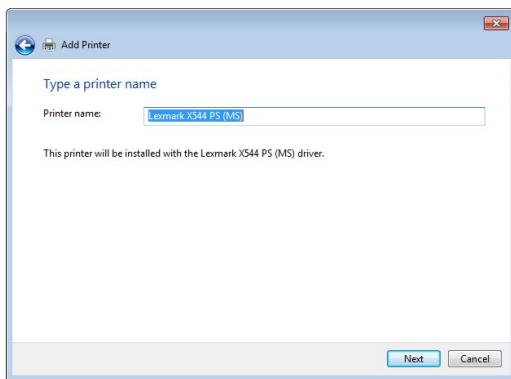 Add Printer
Type a printer name
Printer name: Lexmark X544 PS (MS)
This printer will be installed with the Lexmark X544 PS (MS) driver.
Next Cancel